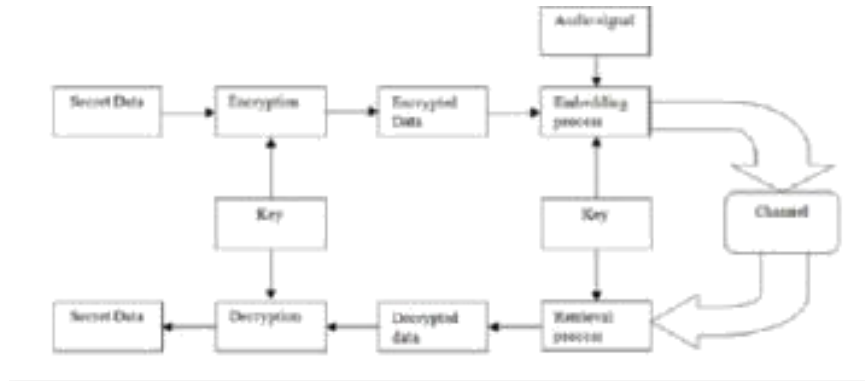 Audio signal
Secret Data
Encryption
Encrypted
Data
Embedding
process
Key
Key
Channel
Secret Data
Decryption
Decrypted
data
Retrieval
process